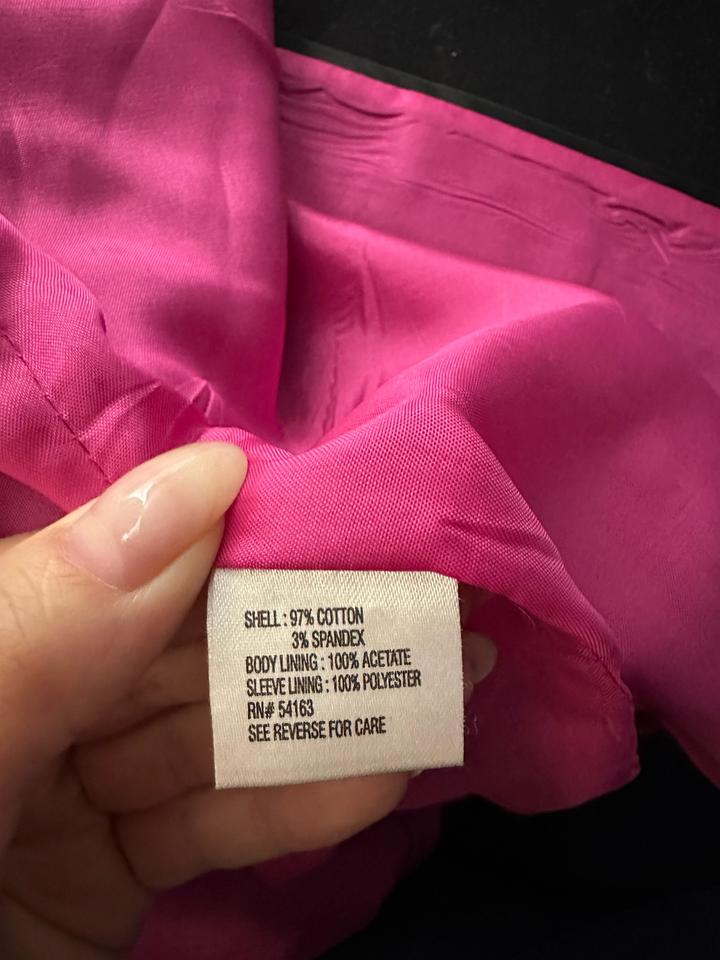 SHELL : 97% COTTON
3% SPANDEX
BODY LINING : 100% ACETATE
SLEEVE LINING : 100% POLYESTER
RN# 54163
SEE REVERSE FOR CARE